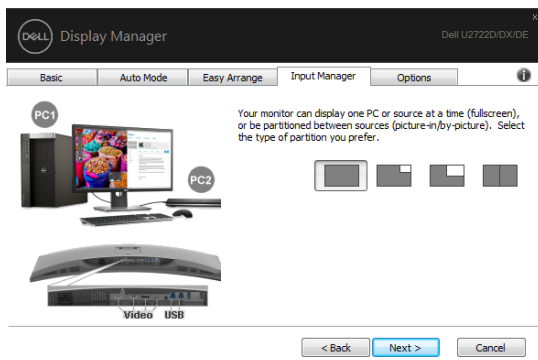 DELL Display Manager
Dell U2722D/DX/DE
Basic
Auto Mode
Easy Arrange
Input Manager
Options
PC1
PC2
Your monitor can display one PC or source at a time (fullscreen),
or be partitioned between sources (picture-in/by-picture). Select
the type of partition you prefer.
Video USB
< Back
Next >
Cancel